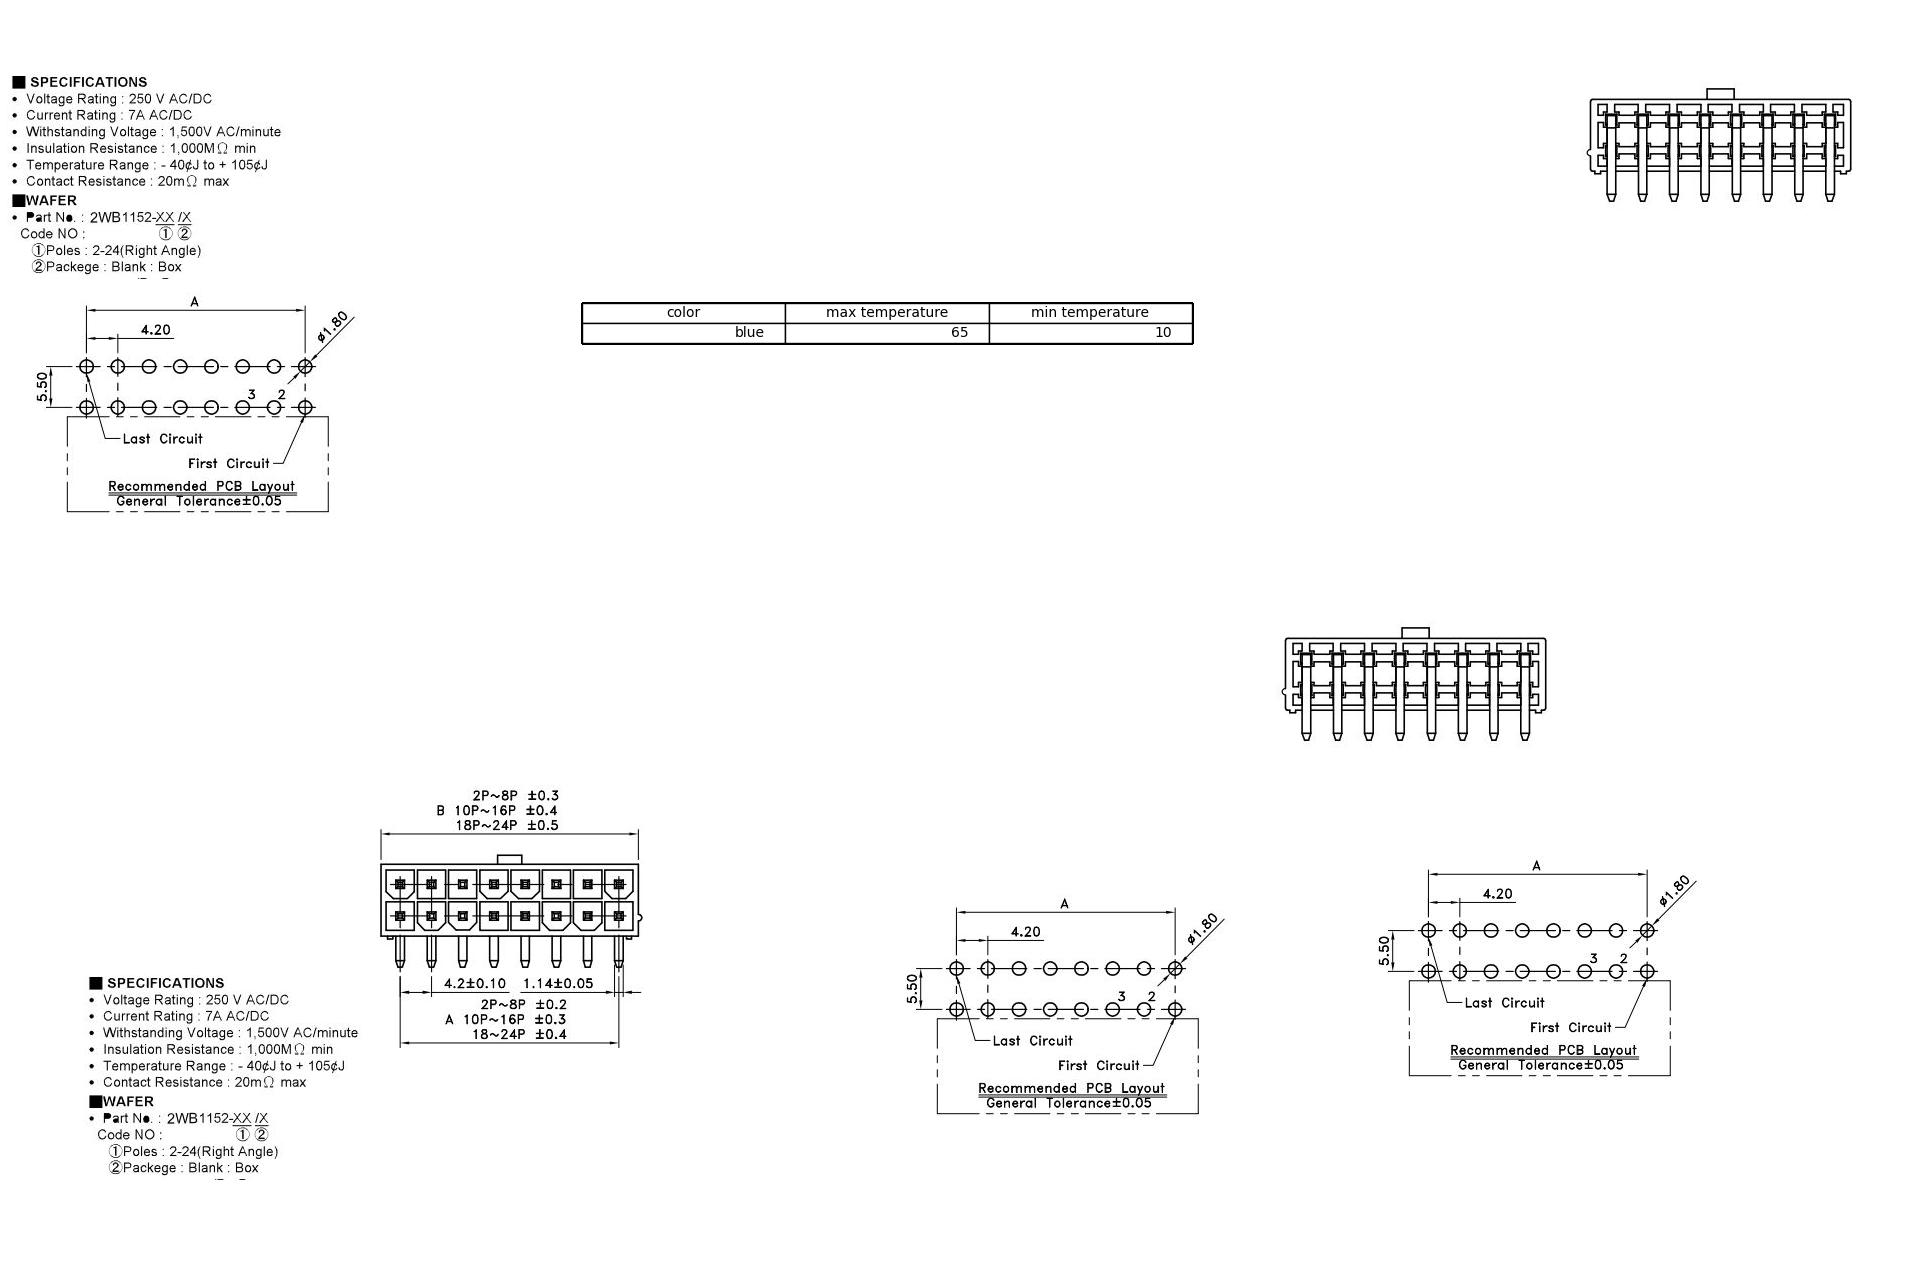 ■ SPECIFICATIONS
• Voltage Rating : 250 V AC/DC
• Current Rating : 7A AC/DC
• Withstanding Voltage : 1,500V AC/minute
• Insulation Resistance : 1,000MΩ min
• Temperature Range : - 40¢J to + 105¢J
• Contact Resistance : 20mΩ max
■WAFER
• Part No. : 2WB1152-XX /X
Code NO : ① ②
①Poles : 2-24(Right Angle)
②Packege : Blank : Box
A
4.20
ø1.80
5.50
3 2
Last Circuit
First Circuit
Recommended PCB Layout
General Tolerance±0.05
color max temperature min temperature
blue 65 10
2P~8P ±0.3
B 10P~16P ±0.4
18P~24P ±0.5
4.2±0.10 1.14±0.05
2P~8P ±0.2
A 10P~16P ±0.3
18~24P ±0.4
■ SPECIFICATIONS
• Voltage Rating : 250 V AC/DC
• Current Rating : 7A AC/DC
• Withstanding Voltage : 1,500V AC/minute
• Insulation Resistance : 1,000MΩ min
• Temperature Range : - 40¢J to + 105¢J
• Contact Resistance : 20mΩ max
■WAFER
• Part No. : 2WB1152-XX /X
Code NO : ① ②
①Poles : 2-24(Right Angle)
②Packege : Blank : Box
A
4.20
ø1.80
5.50
3 2
Last Circuit
First Circuit
Recommended PCB Layout
General Tolerance±0.05
A
4.20
ø1.80
5.50
3 2
Last Circuit
First Circuit
Recommended PCB Layout
General Tolerance±0.05